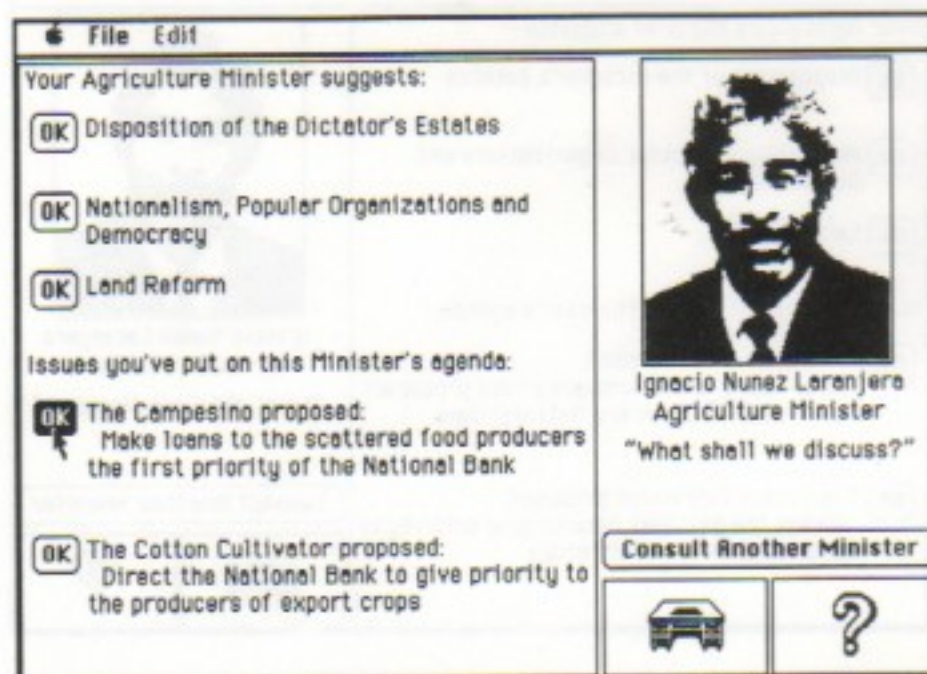 File Edit
Your Agriculture Minister suggests:
OK Disposition of the Dictator's Estates
OK Nationalism, Popular Organizations and
Democracy
OK Land Reform
Issues you've put on this Minister's agenda:
OK The Campesino proposed:
Make loans to the scattered food producers
the first priority of the National Bank
OK The Cotton Cultivator proposed:
Direct the National Bank to give priority to
the producers of export crops
Ignacio Nunez Laranjera
Agriculture Minister
"What shall we discuss?"
Consult Another Minister
?